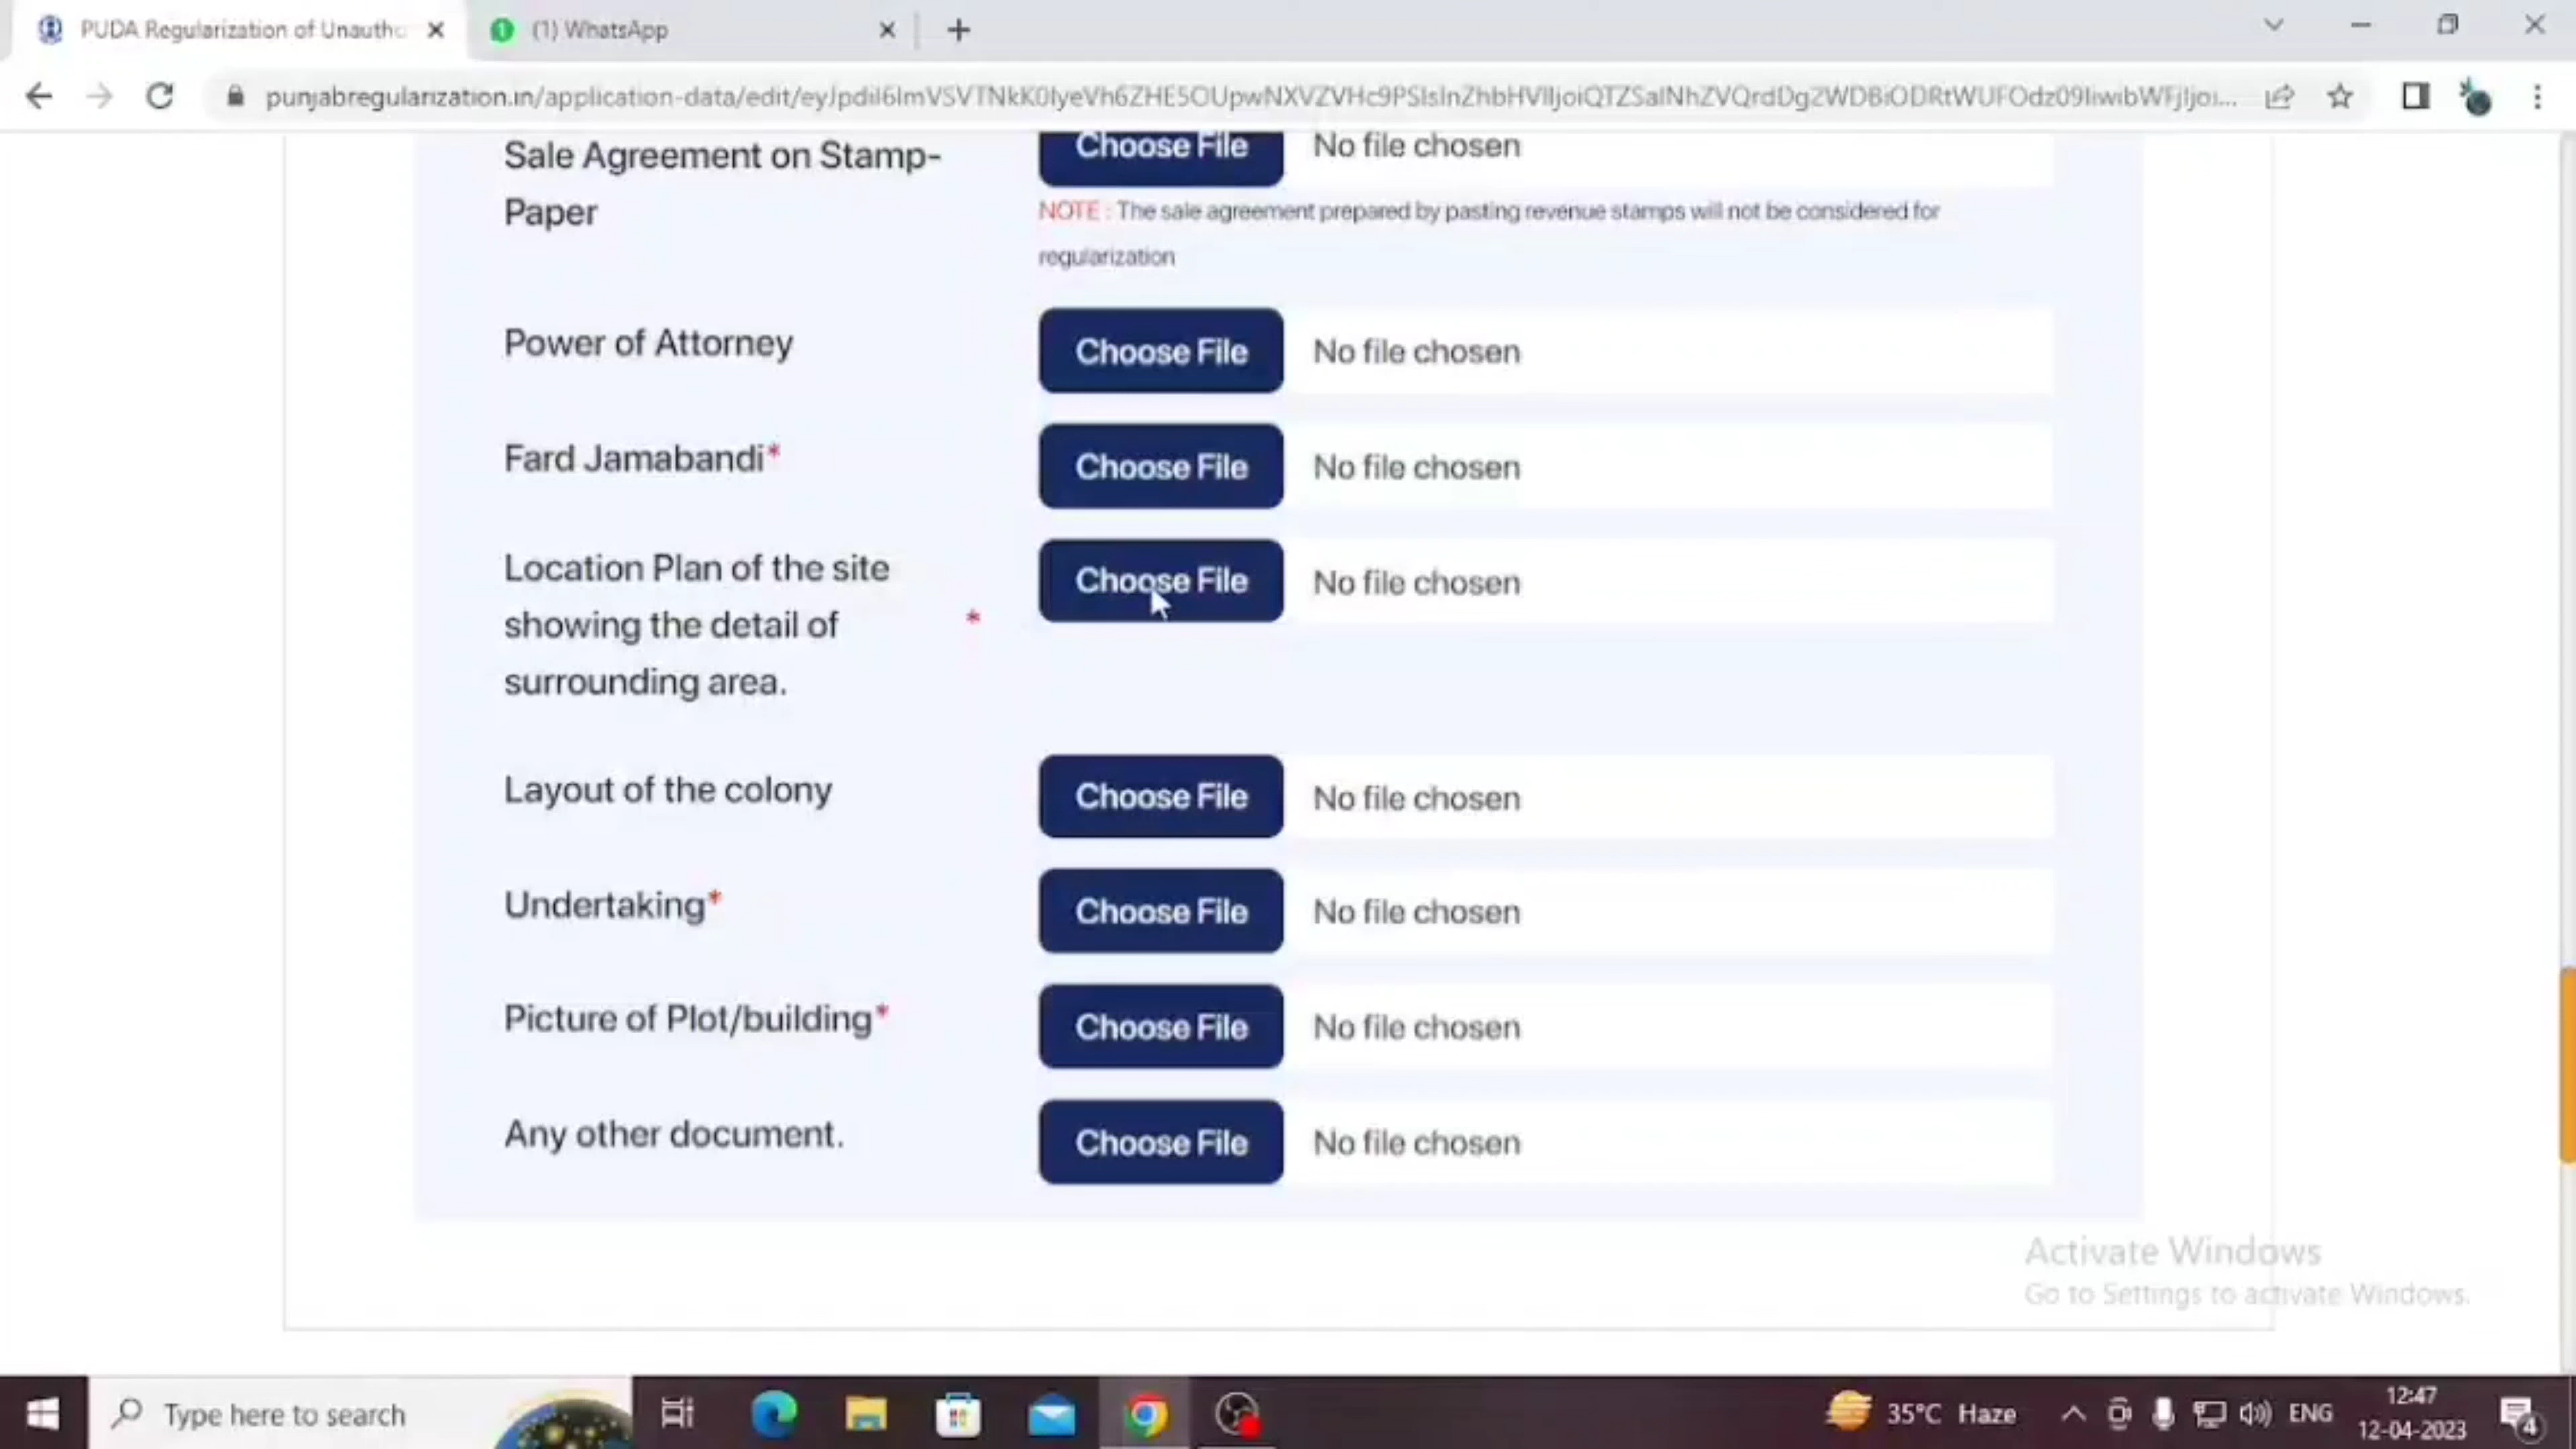 PUDA Regularization of Unautho
(1) WhatsApp
Sale Agreement on Stamp-
Paper
Choose File No file chosen
NOTE : The sale agreement prepared by pasting revenue stamps will not be considered for
regularization
Power of Attorney
Choose File No file chosen
Fard Jamabandi*
Choose File No file chosen
Location Plan of the site
showing the detail of *
surrounding area.
Choose File No file chosen
Layout of the colony
Choose File No file chosen
Undertaking*
Choose File No file chosen
Picture of Plot/building*
Choose File No file chosen
Any other document.
Choose File No file chosen
Activate Windows
Go to Settings to activate Windows.
Type here to search
35°C Haze
ENG
12:47
12-04-2023
4